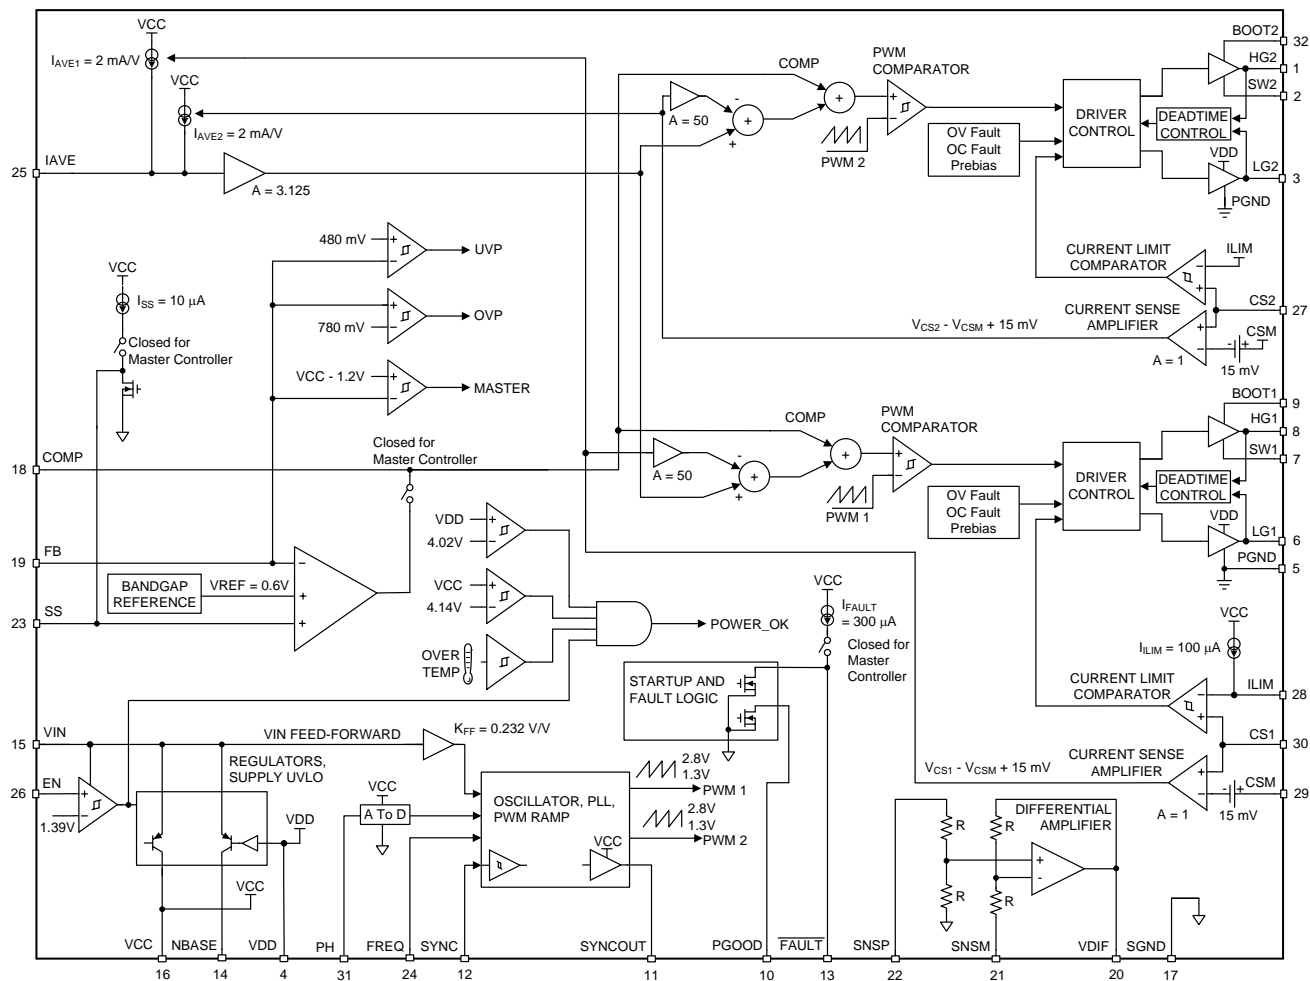 VCC
I_AVE1 = 2 mA/V
VCC
I_AVE2 = 2 mA/V
25
IAVE
A = 3.125
COMP
PWM
COMPARATOR
-
+
+
A = 50
+
+
-
PWM 2
OV Fault
OC Fault
Prebias
DRIVER
CONTROL
DEADTIME
CONTROL
VDD
PGND
BOOT2
32
HG2
1
SW2
2
LG2
3
480 mV
+
-
UVP
+
-
780 mV
OVP
VCC - 1.2V
+
-
MASTER
VCC
I_SS = 10 µA
Closed for
Master Controller
CURRENT LIMIT
COMPARATOR
ILIM
-
+
CS2
27
V_CS2 - V_CSM + 15 mV
CURRENT SENSE
AMPLIFIER
+
-
A = 1
-
+
CSM
15 mV
18
COMP
Closed for
Master Controller
COMP
PWM
COMPARATOR
-
+
+
A = 50
+
+
-
PWM 1
OV Fault
OC Fault
Prebias
DRIVER
CONTROL
DEADTIME
CONTROL
VDD
BOOT1
9
HG1
8
SW1
7
LG1
6
PGND
5
19
FB
BANDGAP
REFERENCE
VREF = 0.6V
-
+
+
23
SS
VDD
4.02V
+
-
VCC
4.14V
+
-
OVER
TEMP
POWER_OK
VCC
I_FAULT
= 300 µA
Closed for
Master
Controller
STARTUP AND
FAULT LOGIC
VCC
I_ILIM = 100 µA
CURRENT LIMIT
COMPARATOR
-
+
ILIM
28
CS1
30
V_CS1 - V_CSM + 15 mV
CURRENT SENSE
AMPLIFIER
+
-
A = 1
-
+
CSM
29
15 mV
15
VIN
VIN FEED-FORWARD
K_FF = 0.232 V/V
26
EN
+
-
1.39V
REGULATORS,
SUPPLY UVLO
VDD
VCC
VCC
A To D
OSCILLATOR, PLL,
PWM RAMP
VCC
2.8V
1.3V
PWM 1
2.8V
1.3V
PWM 2
R
R
R
R
DIFFERENTIAL
AMPLIFIER
+
-
VCC
NBASE
VDD
PH
FREQ
SYNC
SYNCOUT
PGOOD
FAULT
SNSP
SNSM
VDIF
SGND
16
14
4
31
24
12
11
10
13
22
21
20
17